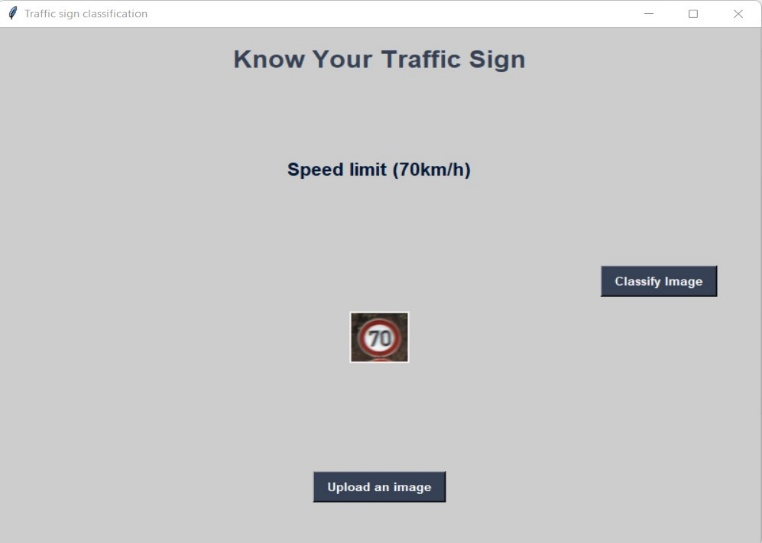 Traffic sign classification
Know Your Traffic Sign
Speed limit (70km/h)
Classify Image
70
Upload an image